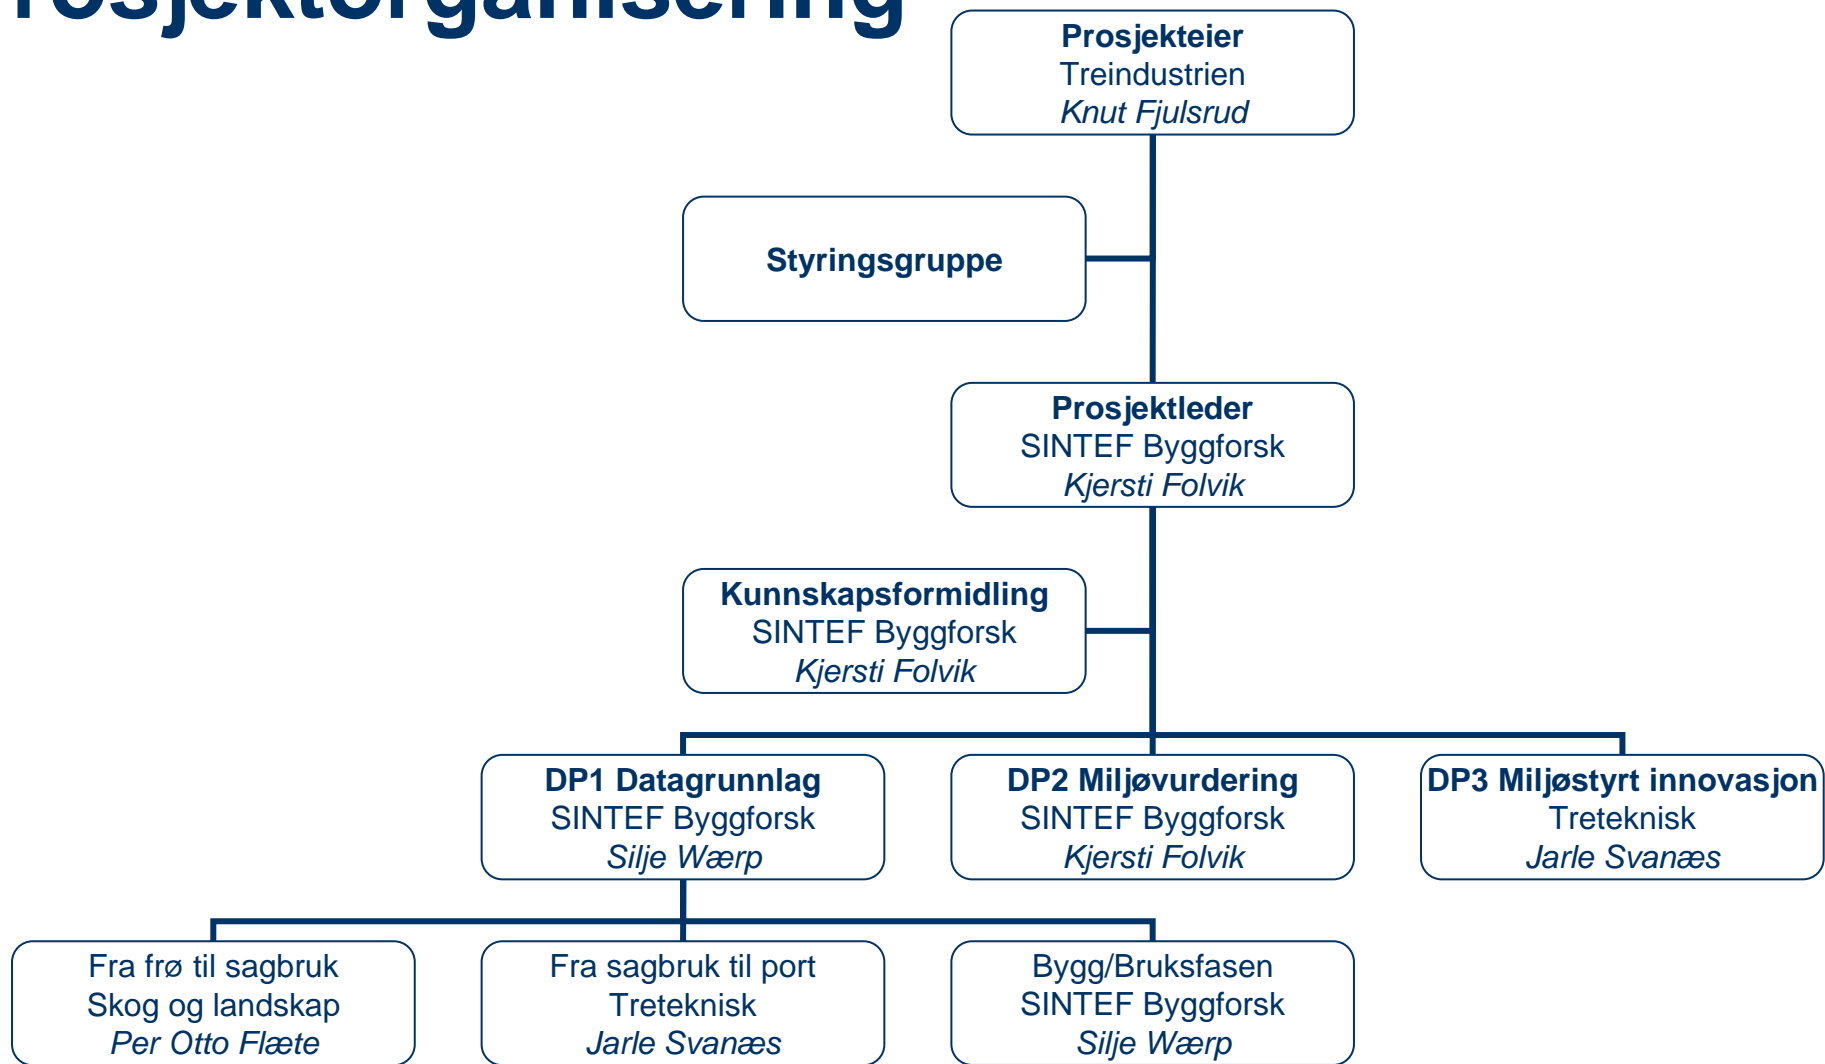 rosjektorganisering
Prosjekteier
Treindustrien
Knut Fjulsrud
Styringsgruppe
Prosjektleder
SINTEF Byggforsk
Kjersti Folvik
Kunnskapsformidling
SINTEF Byggforsk
Kjersti Folvik
DP1 Datagrunnlag
SINTEF Byggforsk
Silje Wærp
DP2 Miljøvurdering
SINTEF Byggforsk
Kjersti Folvik
DP3 Miljøstyrt innovasjon
Treteknisk
Jarle Svanæs
Fra frø til sagbruk
Skog og landskap
Per Otto Flæte
Fra sagbruk til port
Treteknisk
Jarle Svanæs
Bygg/Bruksfasen
SINTEF Byggforsk
Silje Wærp